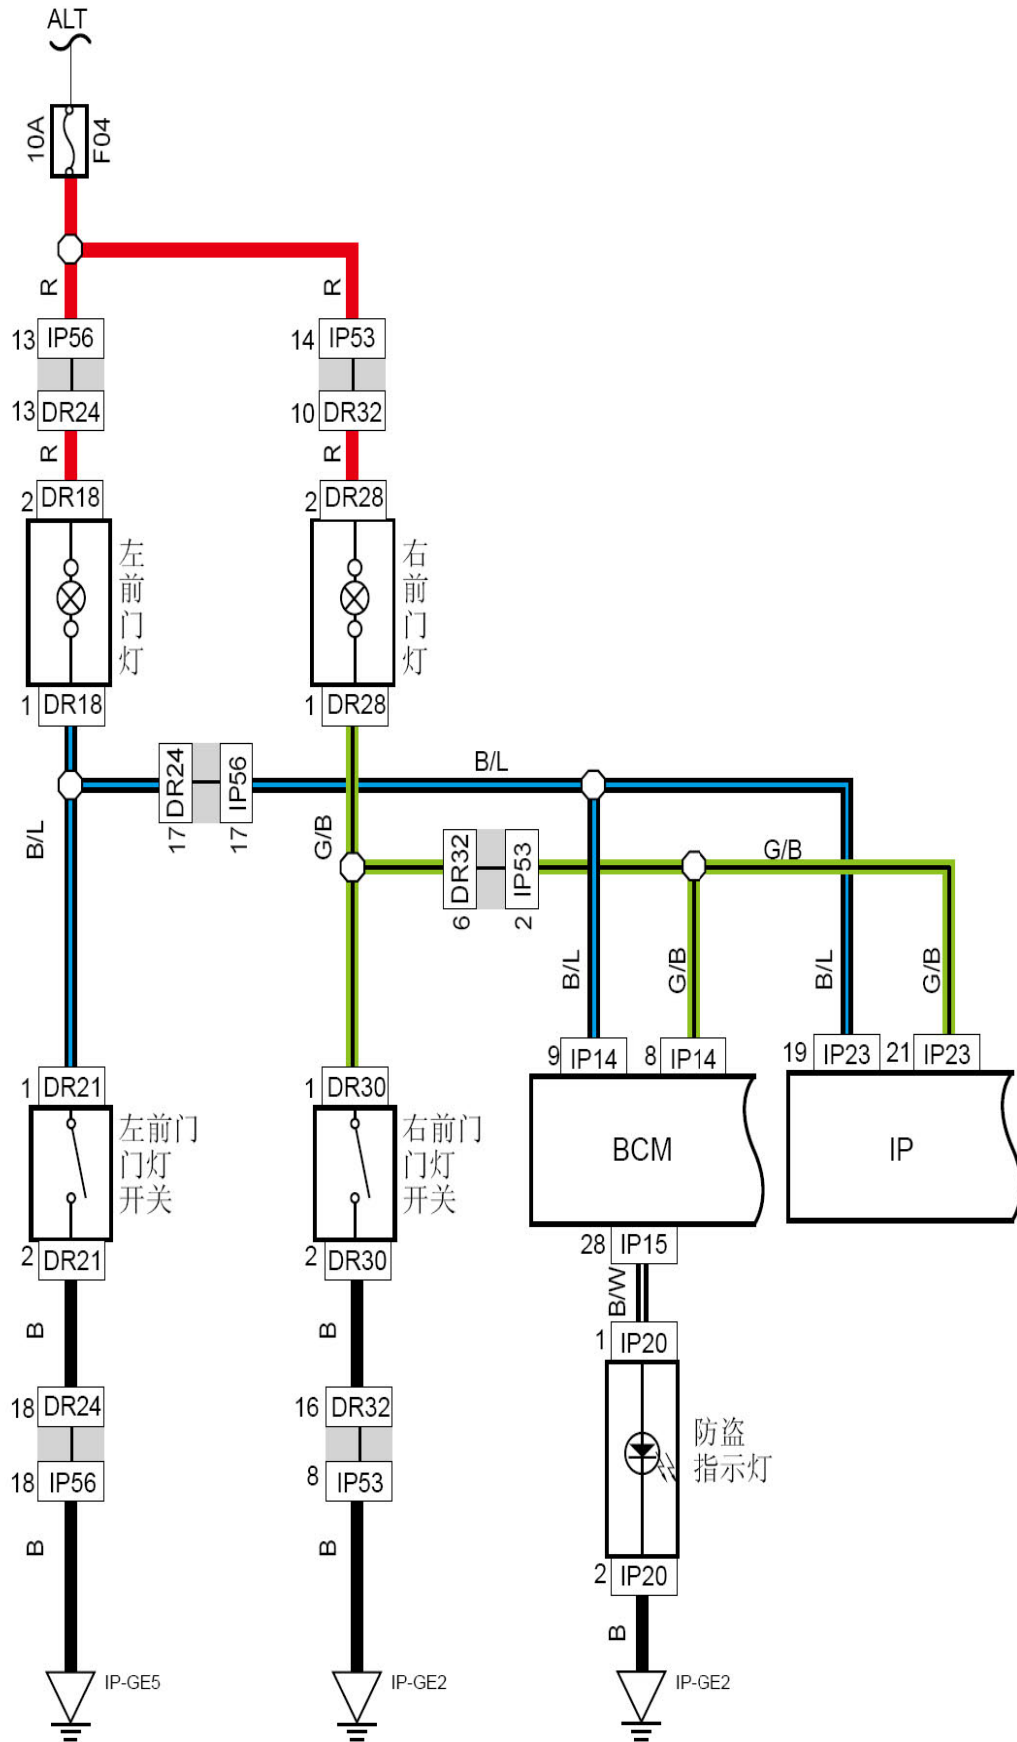 ALT
10A
F04
R
R
13 IP56
14 IP53
13 DR24
10 DR32
R
R
2 DR18
2 DR28
左前门灯
右前门灯
1 DR18
1 DR28
B/L
17 DR24
17 IP56
B/L
G/B
6 DR32
2 IP53
G/B
B/L
G/B
B/L
G/B
9 IP14
8 IP14
19 IP23
21 IP23
1 DR21
1 DR30
左前门
门灯
开关
右前门
门灯
开关
BCM
IP
2 DR21
2 DR30
28 IP15
B
B
B/W
1 IP20
18 DR24
16 DR32
防盗
指示灯
18 IP56
8 IP53
B
B
2 IP20
B
IP-GE5
IP-GE2
IP-GE2